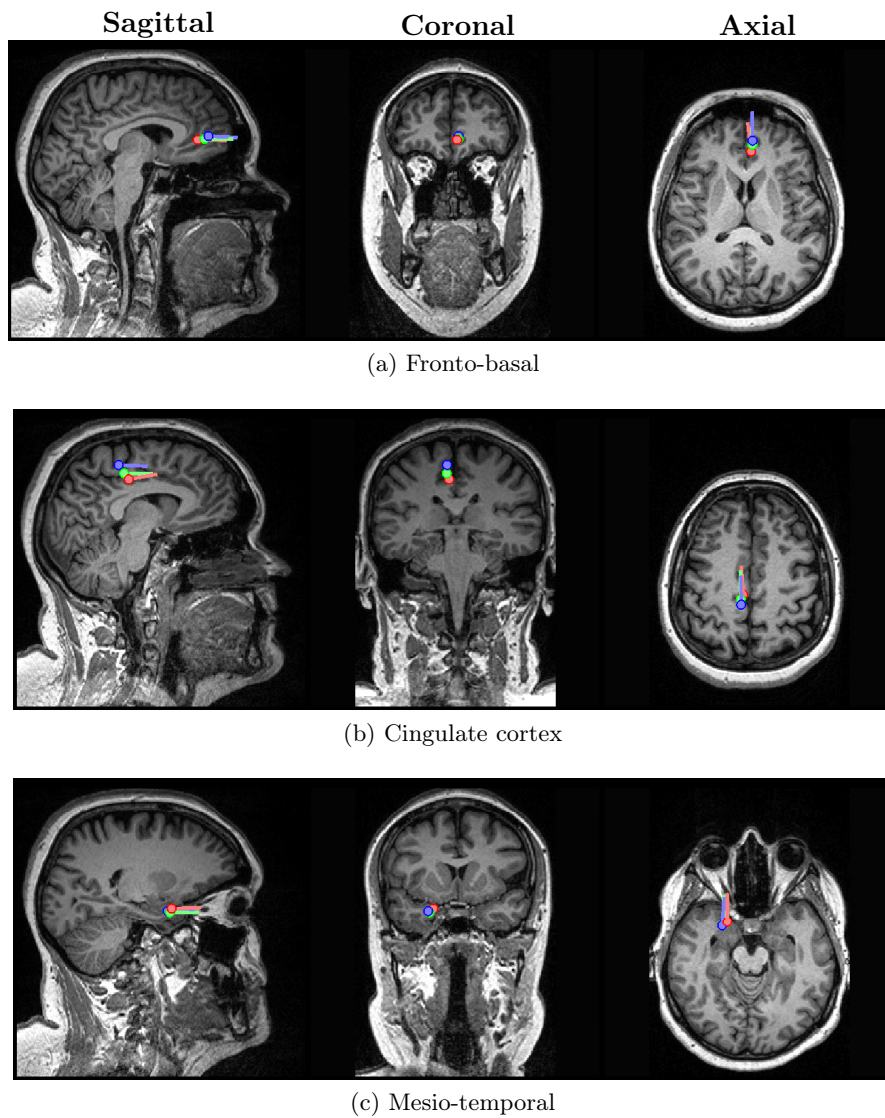 Sagittal Coronal Axial
(a) Fronto-basal
(b) Cingulate cortex
(c) Mesio-temporal